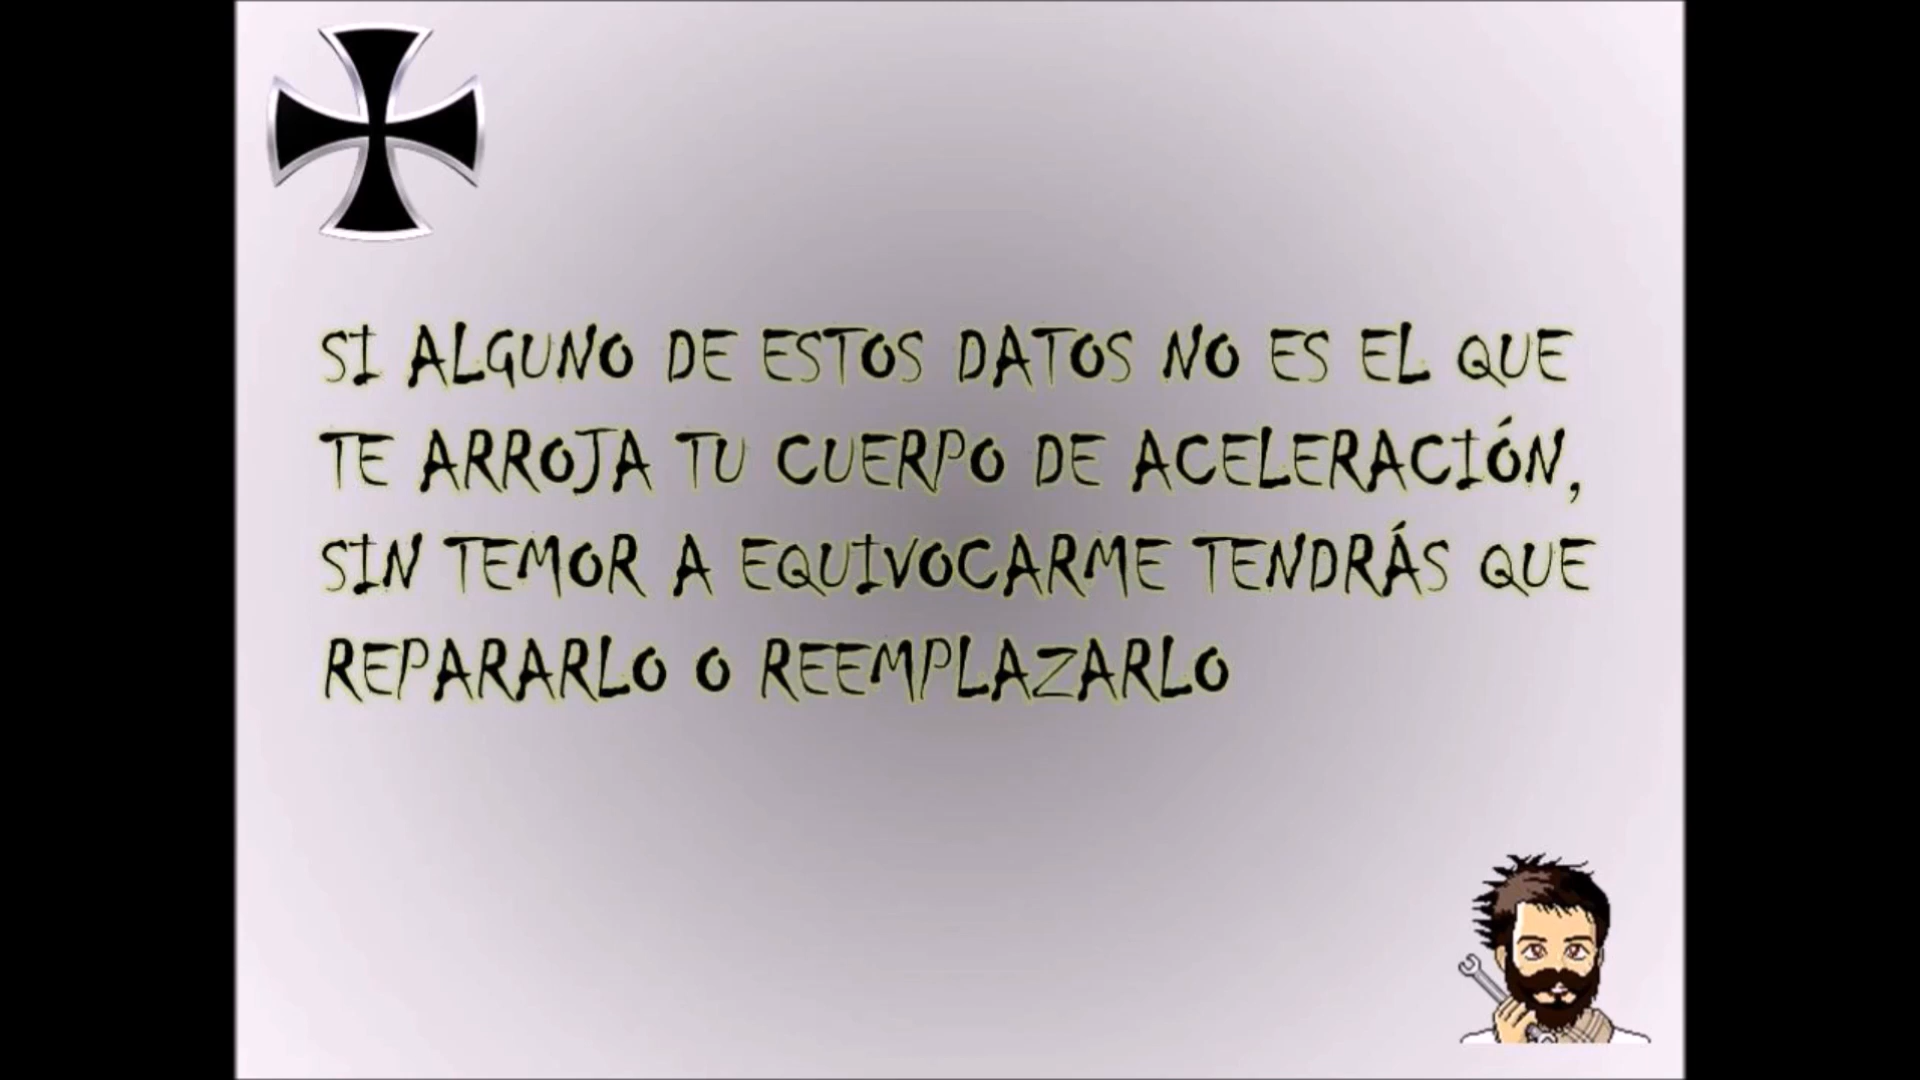 SI ALGUNO DE ESTOS DATOS NO ES EL QUE
TE ARROJA TU CUERPO DE ACELERACIÓN,
SIN TEMOR A EQUIVOCARME TENDRÁS QUE
REPARARLO O REEMPLAZARLO